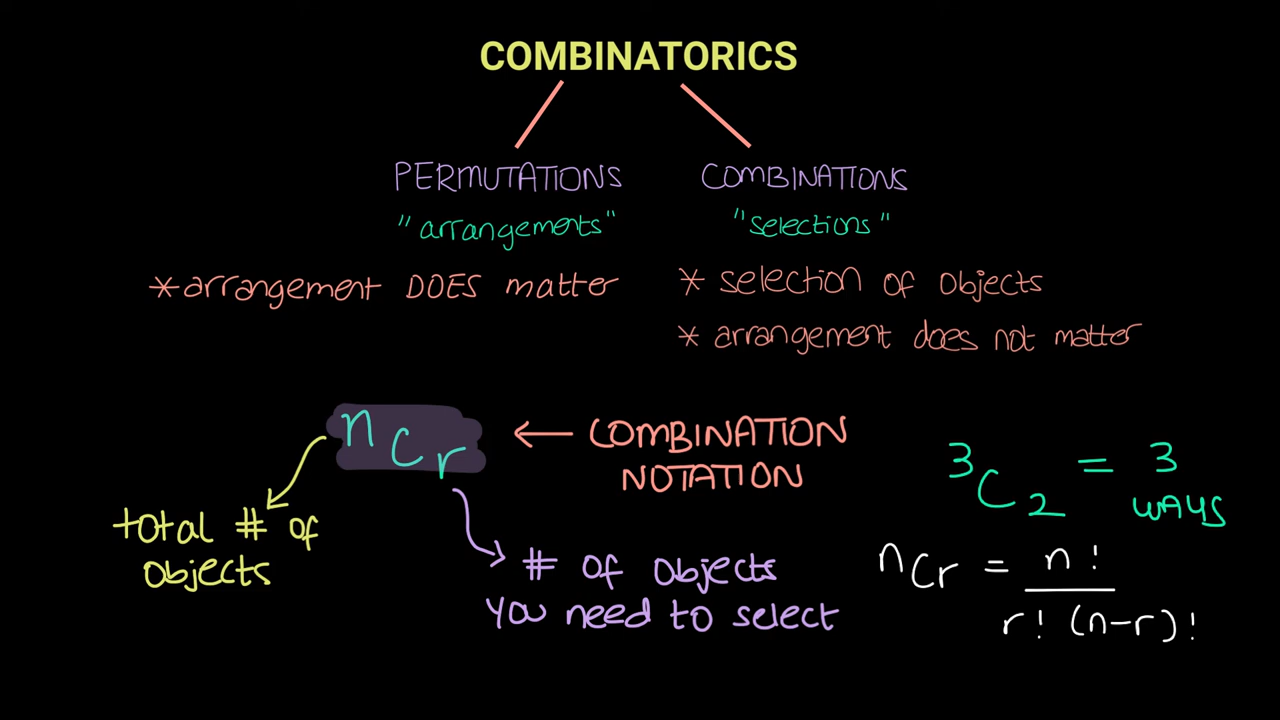 COMBINATORICS
PERMUTATIONS
"arrangements"
* arrangement DOES matter
COMBINATIONS
"selections"
* selection of objects
* arrangement does not matter
nCr
← COMBINATION
NOTATION
total # of
objects
# of objects
you need to select
³C₂ = 3
WAYS
nCr = n!
r! (n-r)!